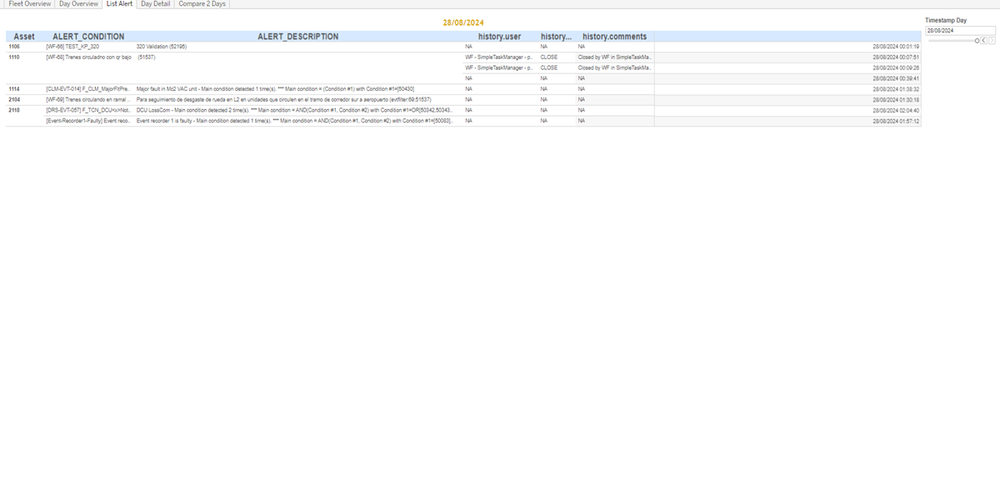 Fleet Overview Day Overview List Alert Day Detail Compare 2 Days
28/08/2024
Timestamp Day
28/08/2024
Asset ALERT_CONDITION ALERT_DESCRIPTION history.user history... history.comments
1106 [WF-66] TEST_KP_320 320 Validation (52195) NA NA NA 28/08/2024 00:01:19
1110 [WF-68] Trenes circuladno con qr bajo (51537) WF - SimpleTaskManager - p.. CLOSE Closed by WF in SimpleTaskMa.. 28/08/2024 00:07:51
WF - SimpleTaskManager - p.. CLOSE Closed by WF in SimpleTaskMa.. 28/08/2024 00:09:26
NA NA NA 28/08/2024 00:39:41
1114 [CLM-EVT-014] F_CLM_MajorFltPre.. Major fault in Mc2 VAC unit - Main condition detected 1 time(s). *** Main condition = (Condition #1) with Condition #1=[50430] NA NA NA 28/08/2024 01:38:32
2104 [WF-69] Trenes circulando en ramal ... Para seguimiento de desgaste de rueda en L2 en unidades que circulen en el tramo de corredor sur a aeropuerto (evtfilter:69;51537) NA NA NA 28/08/2024 01:30:18
2118 [DRS-EVT-057] F_TCN_DCU<x>Not.. DCU LossCom - Main condition detected 2 time(s). *** Main condition = AND(Condition #1, Condition #2) with Condition #1=OR[50342,50343.. NA NA NA 28/08/2024 02:04:40
[Event-Recorder1-Faulty] Event reco.. Event recorder 1 is faulty - Main condition detected 1 time(s). *** Main condition = AND(Condition #1, Condition #2) with Condition #1=[50083].. NA NA NA 28/08/2024 01:57:12